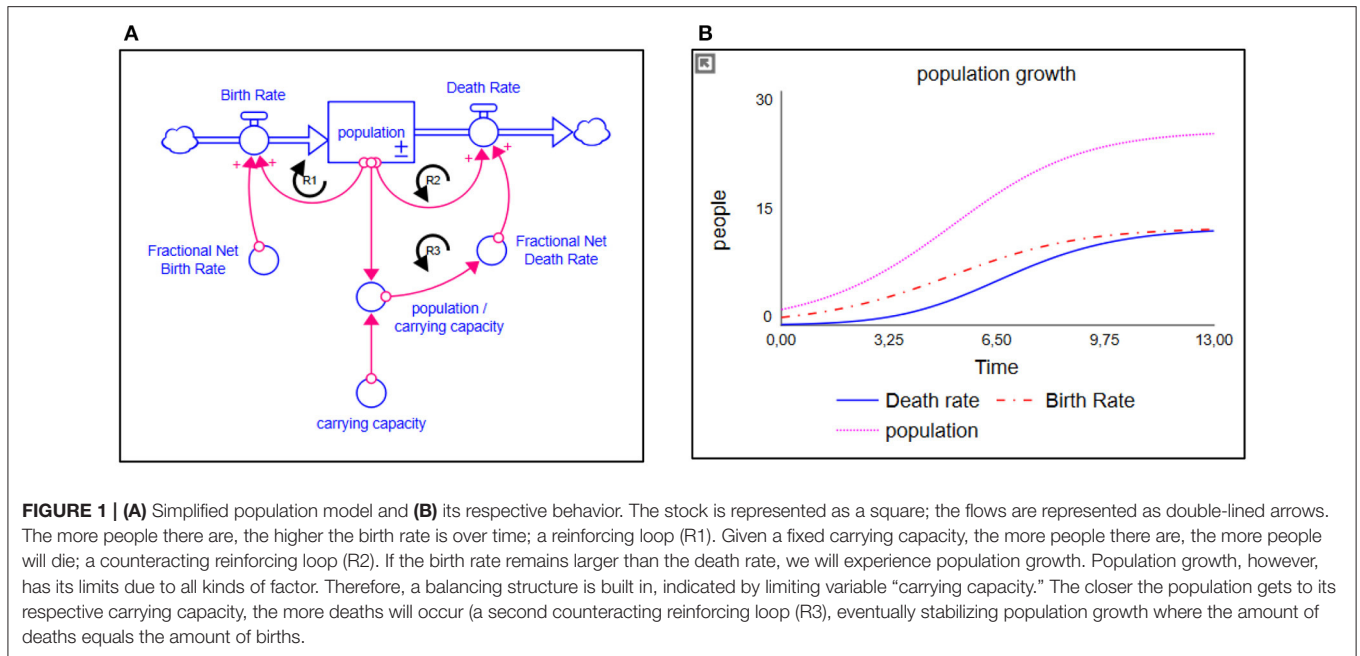 A
B
Birth Rate
Death Rate
population
±
+ +
+ +
R1
R2
R3
Fractional Net
Birth Rate
Fractional Net
Death Rate
population /
carrying capacity
carrying capacity
population growth
30
15
0
people
0,00 3,25 6,50 9,75 13,00
Time
Death rate Birth Rate
population
FIGURE 1 | (A) Simplified population model and (B) its respective behavior. The stock is represented as a square; the flows are represented as double-lined arrows.
The more people there are, the higher the birth rate is over time; a reinforcing loop (R1). Given a fixed carrying capacity, the more people there are, the more people
will die; a counteracting reinforcing loop (R2). If the birth rate remains larger than the death rate, we will experience population growth. Population growth, however,
has its limits due to all kinds of factor. Therefore, a balancing structure is built in, indicated by limiting variable “carrying capacity.” The closer the population gets to its
respective carrying capacity, the more deaths will occur (a second counteracting reinforcing loop (R3), eventually stabilizing population growth where the amount of
deaths equals the amount of births.